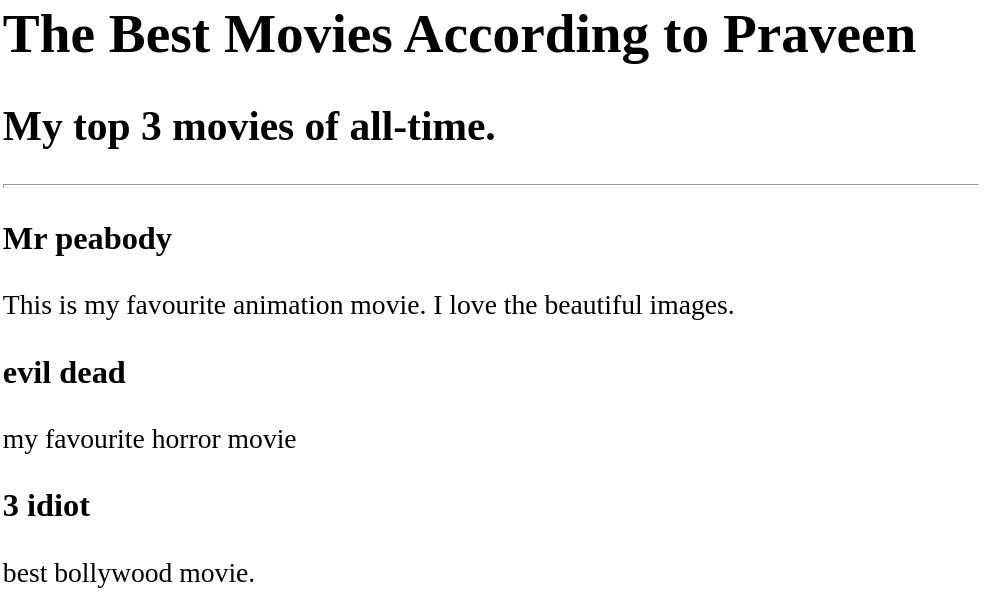 The Best Movies According to Praveen
My top 3 movies of all-time.
Mr peabody
This is my favourite animation movie. I love the beautiful images.
evil dead
my favourite horror movie
3 idiot
best bollywood movie.